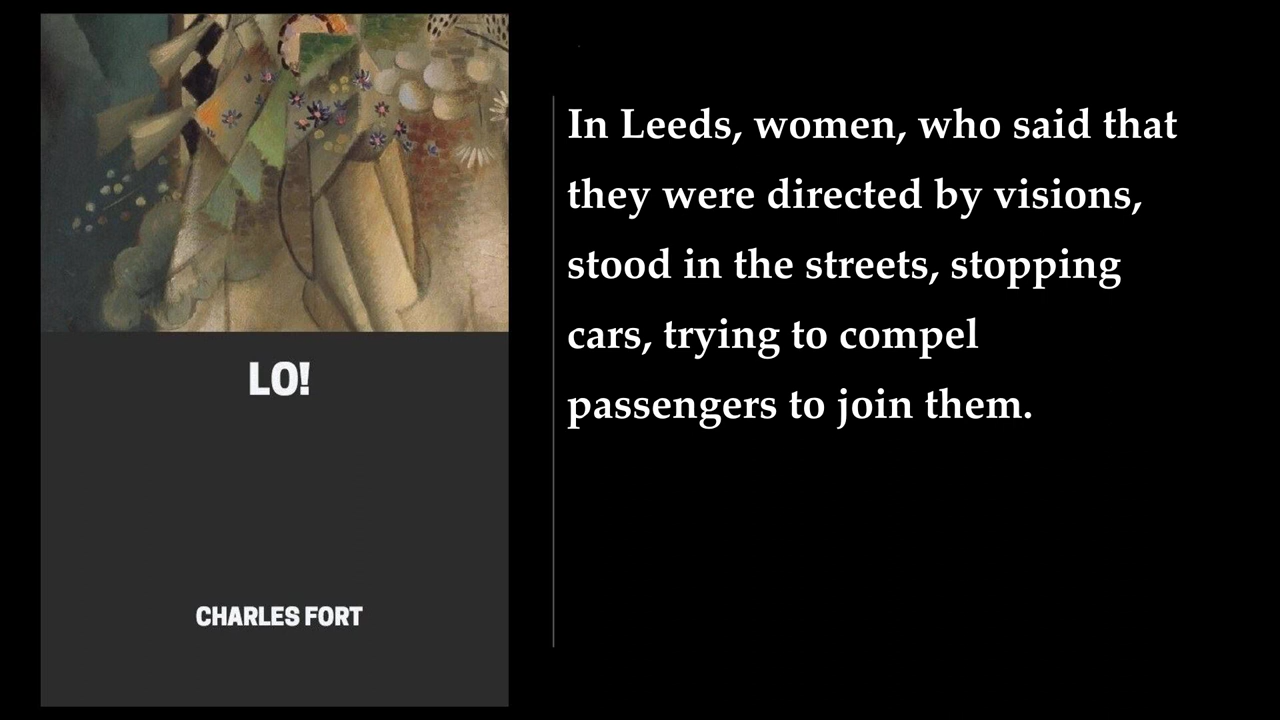 LO!
CHARLES FORT
In Leeds, women, who said that
they were directed by visions,
stood in the streets, stopping
cars, trying to compel
passengers to join them.